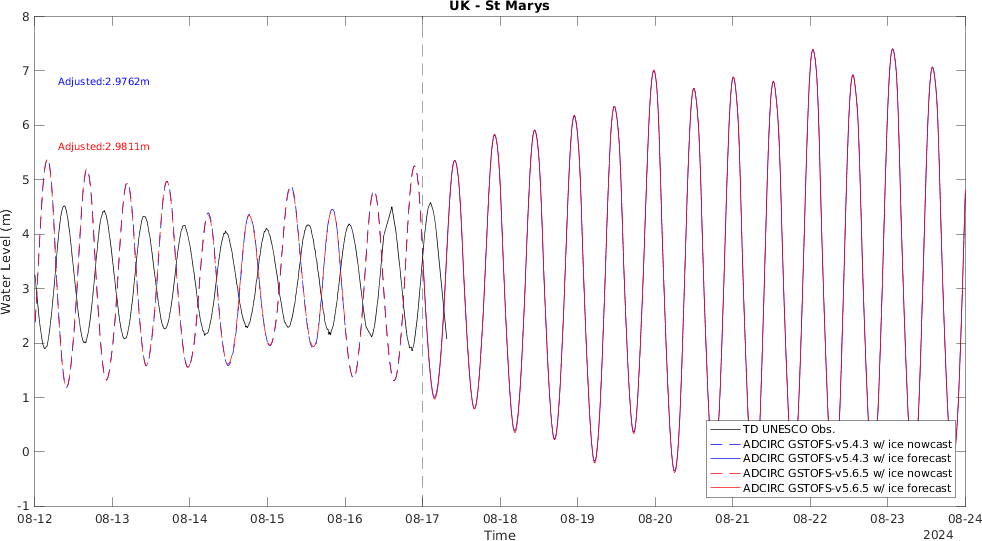 UK - St Marys
8
7
6
5
4
3
2
1
0
-1
Water Level (m)
Adjusted:2.9762m
Adjusted:2.9811m
TD UNESCO Obs.
ADCIRC GSTOFS-v5.4.3 w/ ice nowcast
ADCIRC GSTOFS-v5.4.3 w/ ice forecast
ADCIRC GSTOFS-v5.6.5 w/ ice nowcast
ADCIRC GSTOFS-v5.6.5 w/ ice forecast
08-12 08-13 08-14 08-15 08-16 08-17 08-18 08-19 08-20 08-21 08-22 08-23 08-24
Time
2024